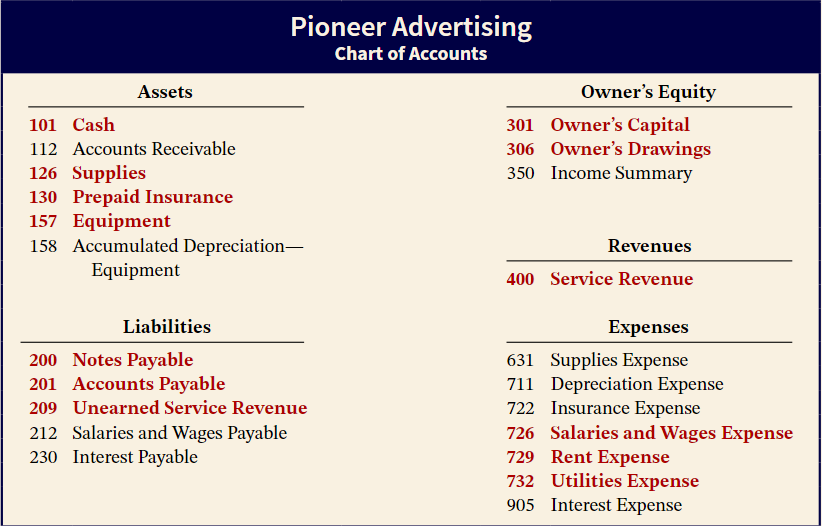 Pioneer Advertising
Chart of Accounts
Assets
101 Cash
112 Accounts Receivable
126 Supplies
130 Prepaid Insurance
157 Equipment
158 Accumulated Depreciation—
Equipment
Liabilities
200 Notes Payable
201 Accounts Payable
209 Unearned Service Revenue
212 Salaries and Wages Payable
230 Interest Payable
Owner’s Equity
301 Owner’s Capital
306 Owner’s Drawings
350 Income Summary
Revenues
400 Service Revenue
Expenses
631 Supplies Expense
711 Depreciation Expense
722 Insurance Expense
726 Salaries and Wages Expense
729 Rent Expense
732 Utilities Expense
905 Interest Expense